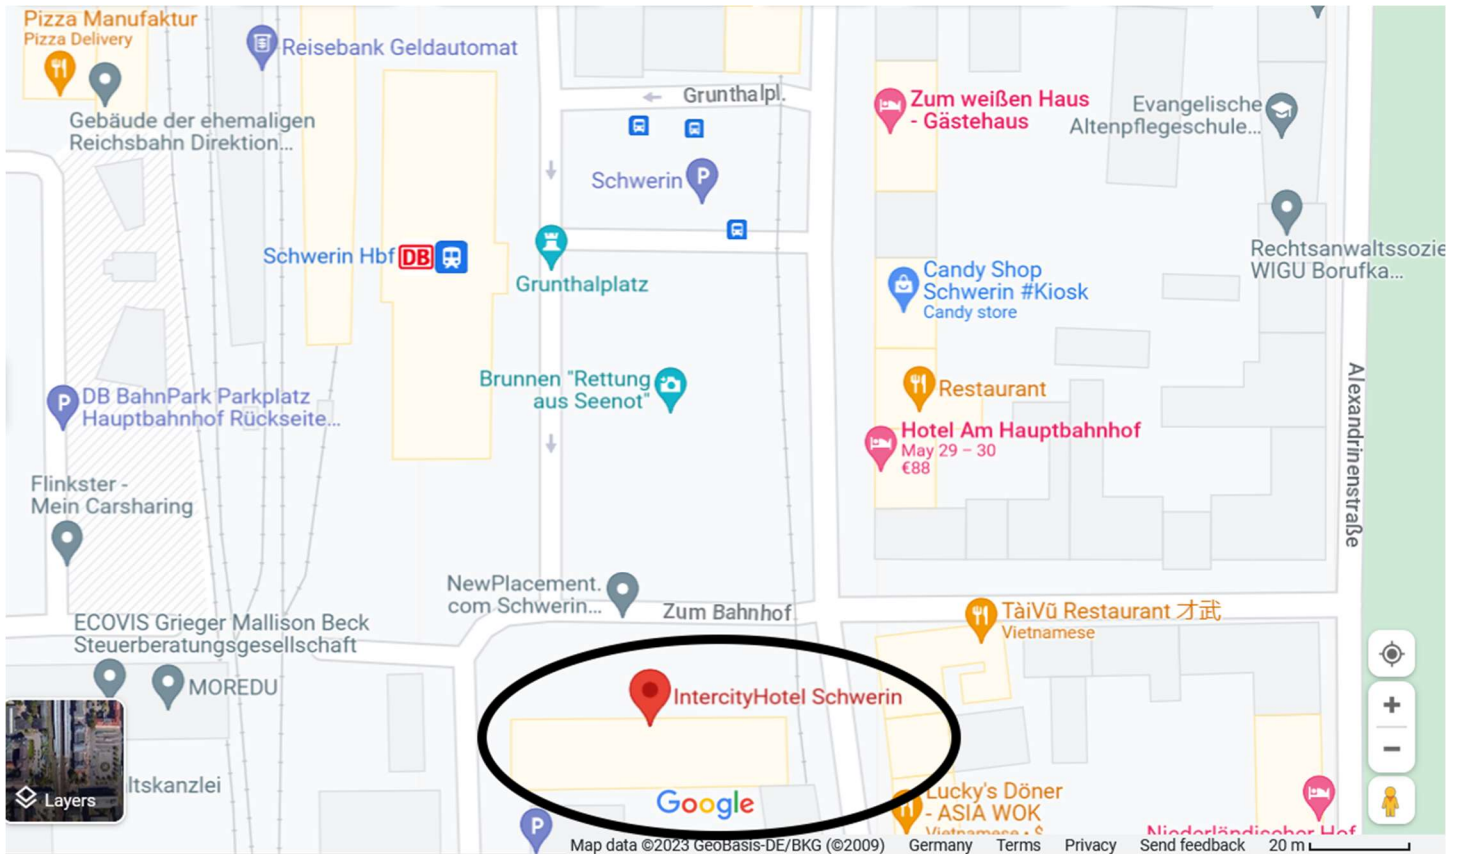 Pizza Manufaktur
Pizza Delivery
Reisebank Geldautomat
Gebäude der ehemaligen
Reichsbahn Direktion...
Grunthalpl.
Zum weißen Haus
- Gästehaus
Evangelische
Altenpflegeschule...
Schwerin P
Schwerin Hbf DB
Grunthalplatz
Rechtsanwaltssozie
WIGU Borufka...
Candy Shop
Schwerin #Kiosk
Candy store
Brunnen "Rettung
aus Seenot"
Restaurant
P DB BahnPark Parkplatz
Hauptbahnhof Rückseite...
Hotel Am Hauptbahnhof
May 29 – 30
€88
Alexandrinenstraße
Flinkster -
Mein Carsharing
NewPlacement.
com Schwerin...
Zum Bahnhof
TàiVũ Restaurant 才武
Vietnamese
ECOVIS Grieger Mallison Beck
Steuerberatungsgesellschaft
MOREDU
IntercityHotel Schwerin
ltskanzlei
Layers
Google
P
Lucky's Döner
- ASIA WOK
Vietnamese • $
Niederländischer Hof
Map data ©2023 GeoBasis-DE/BKG (©2009) Germany Terms Privacy Send feedback 20 m